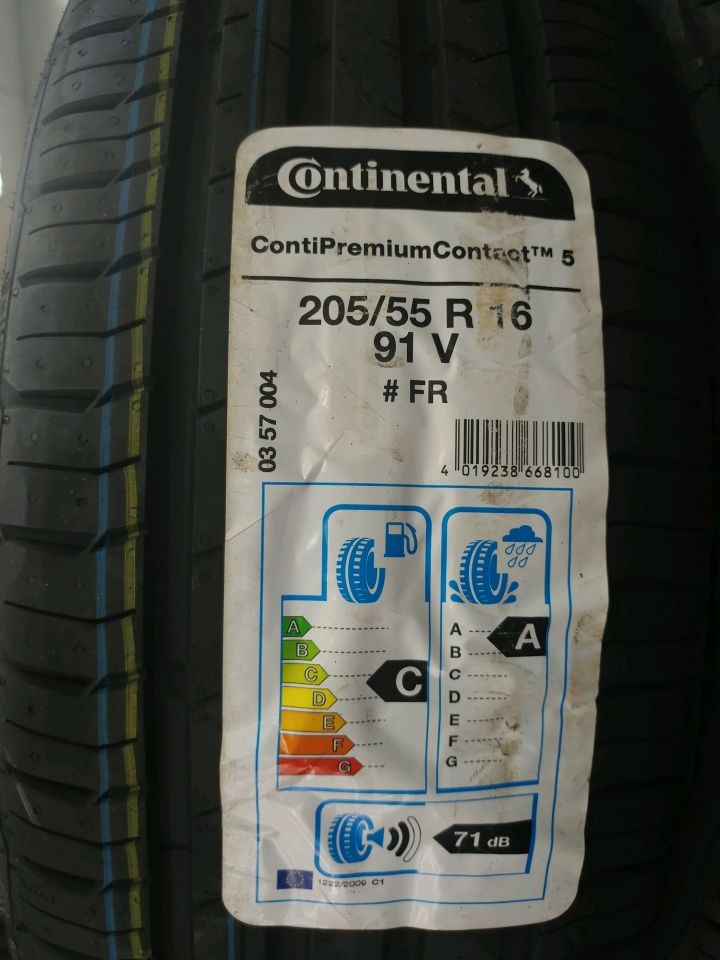 Continental
ContiPremiumContact™ 5
205/55 R 16
91 V
# FR
03 57 004
4 019238 668100
A
B
C
D
E
F
G
C
A
B
C
D
E
F
G
A
71 dB
1222/2009 C1